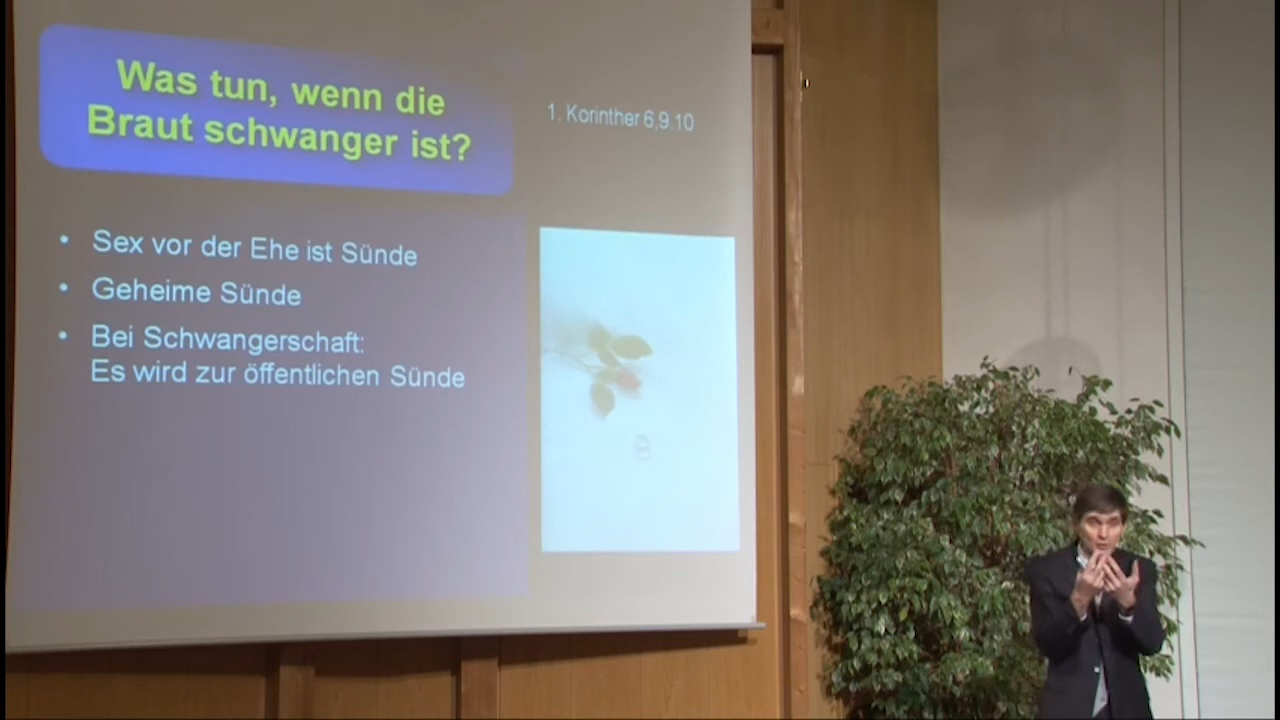 Was tun, wenn die
Braut schwanger ist?
1. Korinther 6,9.10
• Sex vor der Ehe ist Sünde
• Geheime Sünde
• Bei Schwangerschaft:
Es wird zur öffentlichen Sünde